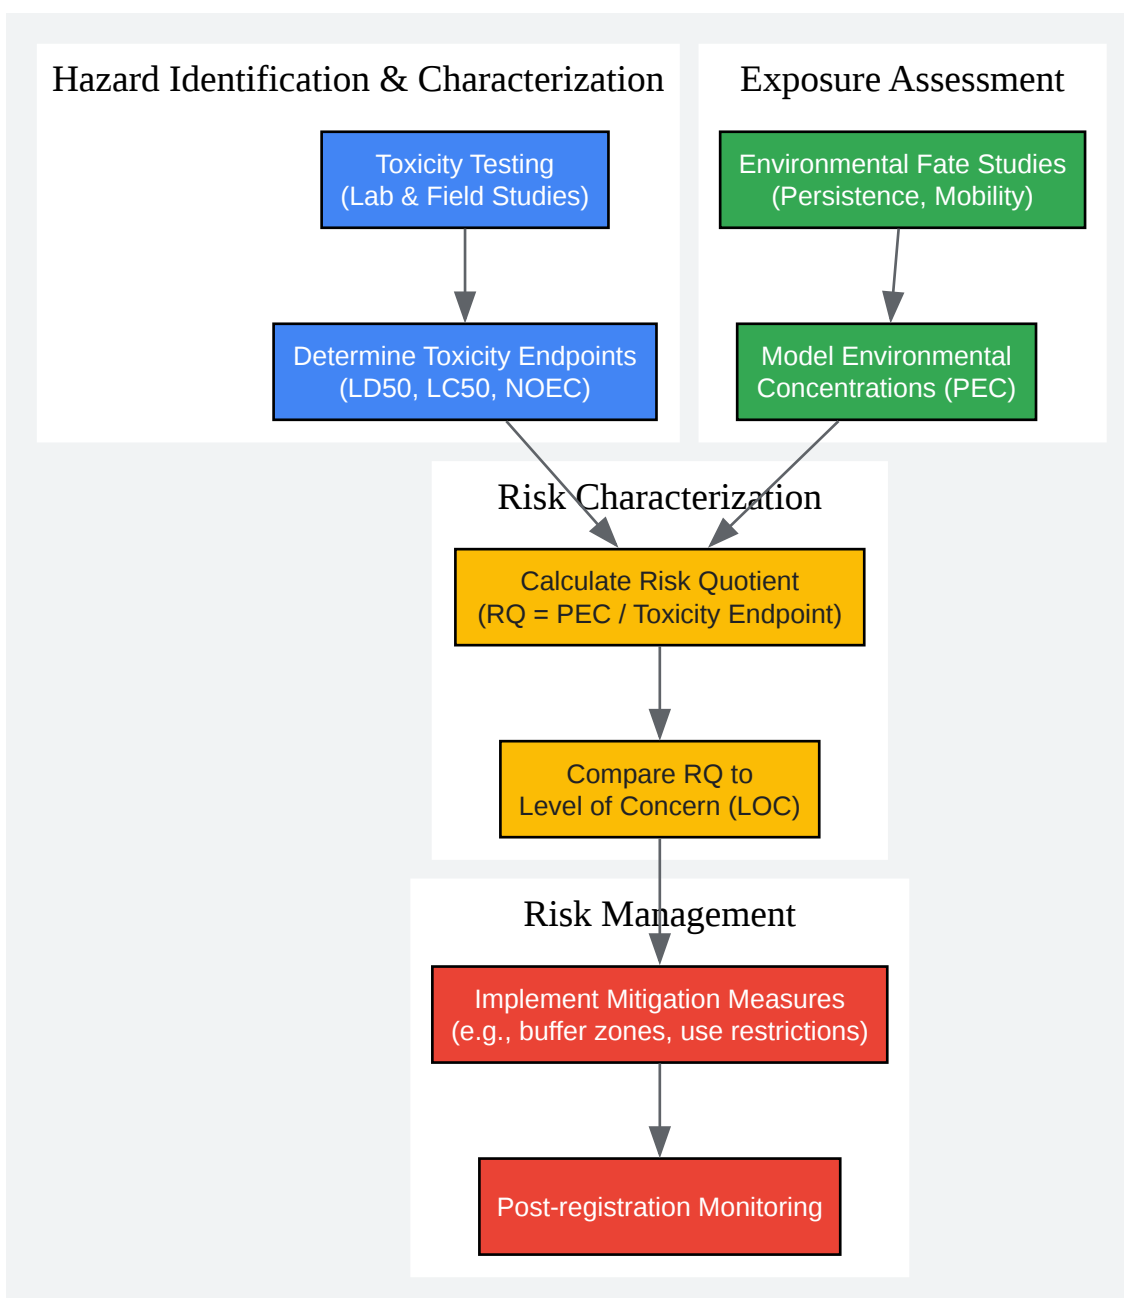 Hazard Identification & Characterization
Toxicity Testing
(Lab & Field Studies)
Determine Toxicity Endpoints
(LD50, LC50, NOEC)
Exposure Assessment
Environmental Fate Studies
(Persistence, Mobility)
Model Environmental
Concentrations (PEC)
Risk Characterization
Calculate Risk Quotient
(RQ = PEC / Toxicity Endpoint)
Compare RQ to
Level of Concern (LOC)
Risk Management
Implement Mitigation Measures
(e.g., buffer zones, use restrictions)
Post-registration Monitoring